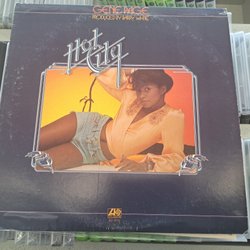 GENE PAGE
PRODUCED BY BARRY WHITE
Hot
City